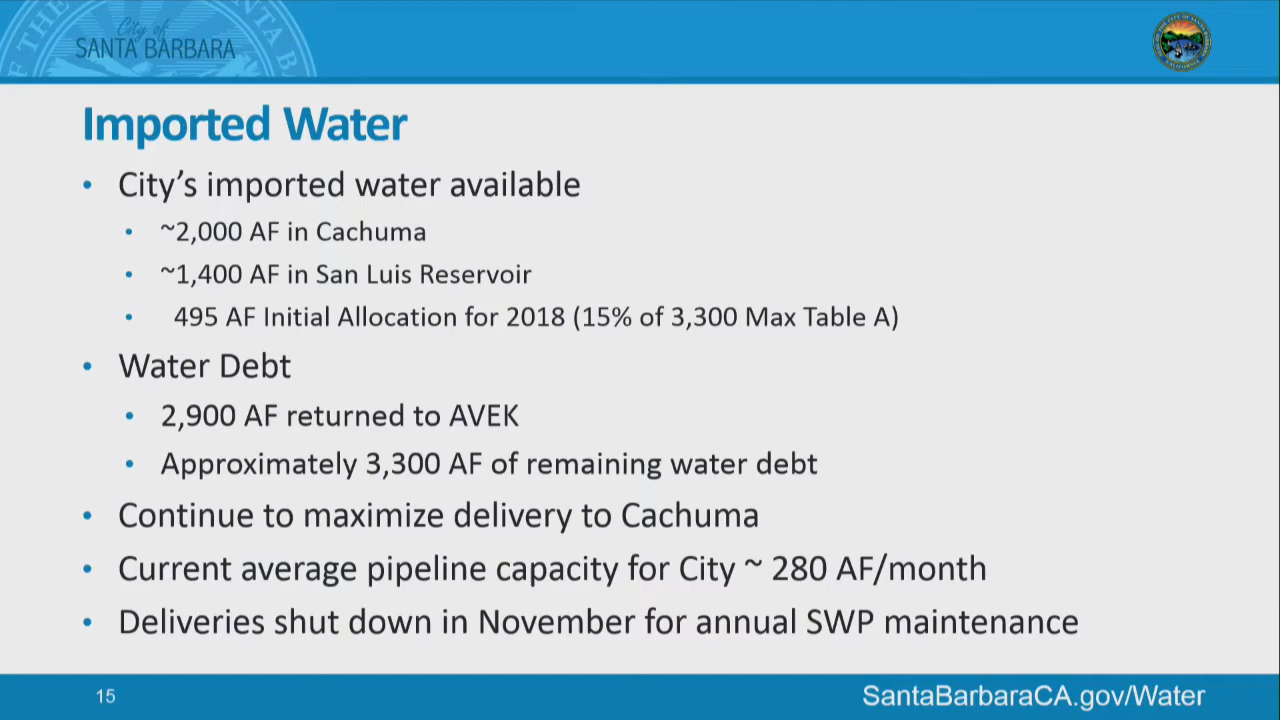 City of
SANTA BARBARA
Imported Water
• City’s imported water available
• ~2,000 AF in Cachuma
• ~1,400 AF in San Luis Reservoir
• 495 AF Initial Allocation for 2018 (15% of 3,300 Max Table A)
• Water Debt
• 2,900 AF returned to AVEK
• Approximately 3,300 AF of remaining water debt
• Continue to maximize delivery to Cachuma
• Current average pipeline capacity for City ~ 280 AF/month
• Deliveries shut down in November for annual SWP maintenance
15
SantaBarbaraCA.gov/Water